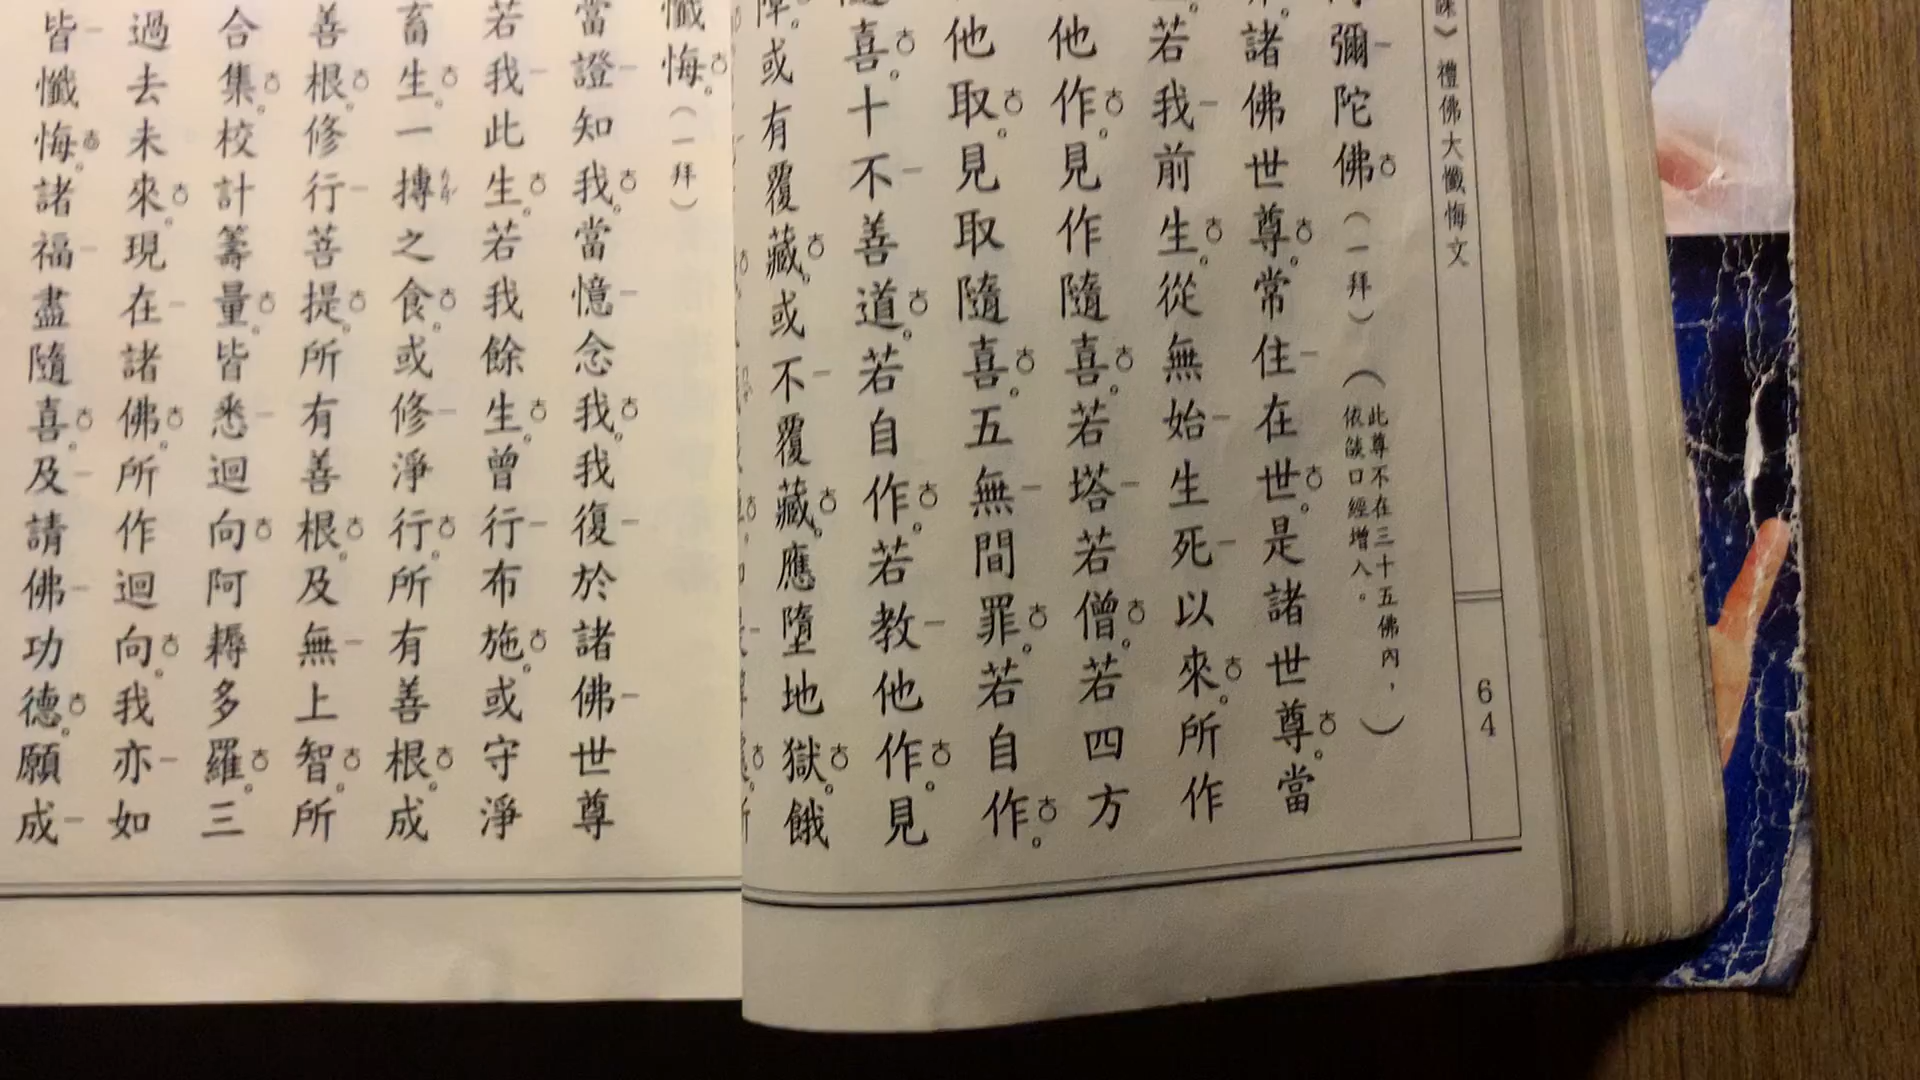 課》禮佛大懺悔文
64
彌陀佛(一拜)(此尊不在三十五佛內,
依燄口經增入。)
諸佛世尊。常住在世。是諸世尊。當
若我前生。從無始生死以來。所作
他作。見作隨喜。若塔若僧。若四方
他取。見取隨喜。五無間罪。若自作。
喜。十不善道。若自作。若教他作。見
障。或有覆藏。或不覆藏。應墮地獄。餓
懺悔。(一拜)
當證知我。當憶念我。我復於諸佛世尊
若我此生。若我餘生。曾行布施。或守淨
畜生。一摶之食。或修淨行。所有善根。成
善根。修行菩提。所有善根。及無上智。所
合集。校計籌量。皆悉迴向。阿耨多羅。三
過去未來。現在諸佛。所作迴向。我亦如
皆懺悔。諸福盡隨喜。及請佛功德。願成